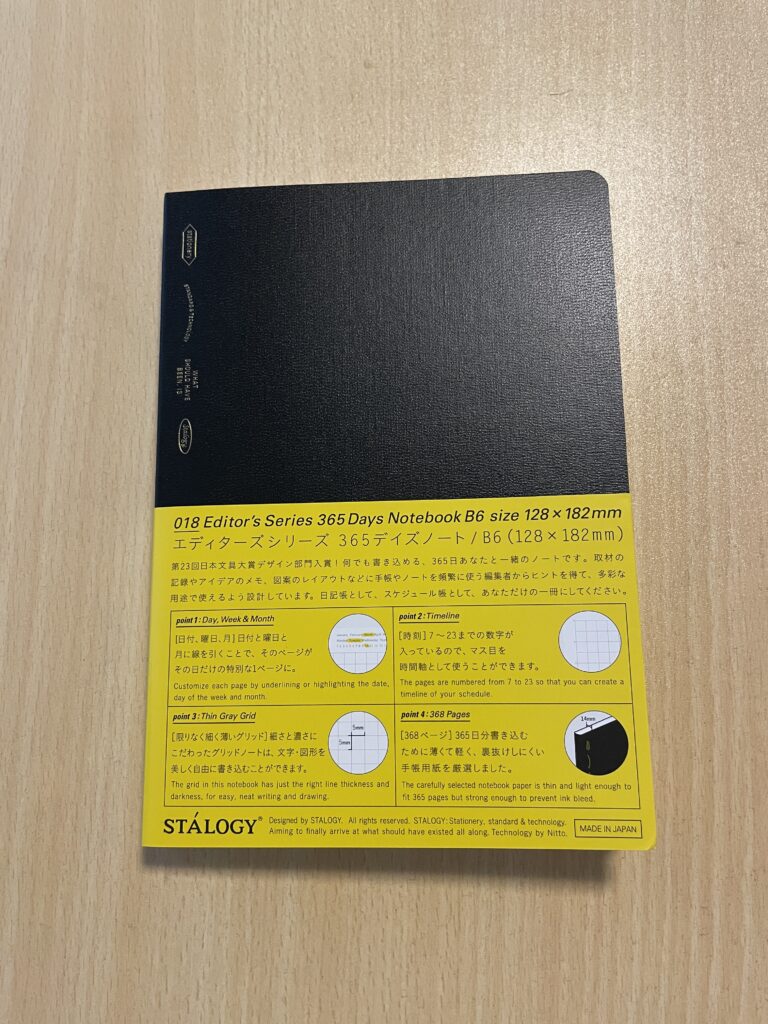 stationery
STANDARD & TECHNOLOGY
WHAT
SHOULD HAVE
BEEN IS
stalogy
018 Editor's Series 365 Days Notebook B6 size 128×182mm
エディターズシリーズ 365デイズノート / B6 (128×182mm)
第23回日本文具大賞デザイン部門入賞!何でも書き込める、365日あなたと一緒のノートです。取材の
記録やアイデアのメモ、図案のレイアウトなどに手帳やノートを頻繁に使う編集者からヒントを得て、多彩な
用途で使えるよう設計しています。日記帳として、スケジュール帳として、あなただけの一冊にしてください。
point 1 : Day, Week & Month
[日付、曜日、月]日付と曜日と
月に線を引くことで、そのページが
その日だけの特別な1ページに。
Customize each page by underlining or highlighting the date,
day of the week and month.
point 2 : Timeline
[時刻]7〜23までの数字が
入っているので、マス目を
時間軸として使うことができます。
The pages are numbered from 7 to 23 so that you can create a
timeline of your schedule.
point 3 : Thin Gray Grid
[限りなく細く薄いグリッド]細さと濃さに
こだわったグリッドノートは、文字・図形を
美しく自由に書き込むことができます。
The grid in this notebook has just the right line thickness and
darkness, for easy, neat writing and drawing.
5mm
5mm
point 4 : 368 Pages
[368ページ]365日分書き込む
ために薄くて軽く、裏抜けしにくい
手帳用紙を厳選しました。
The carefully selected notebook paper is thin and light enough to
fit 365 pages but strong enough to prevent ink bleed.
14mm
STÁLOGY®
Designed by STALOGY. All rights reserved. STALOGY: Stationery, standard & technology.
Aiming to finally arrive at what should have existed all along. Technology by Nitto.
MADE IN JAPAN